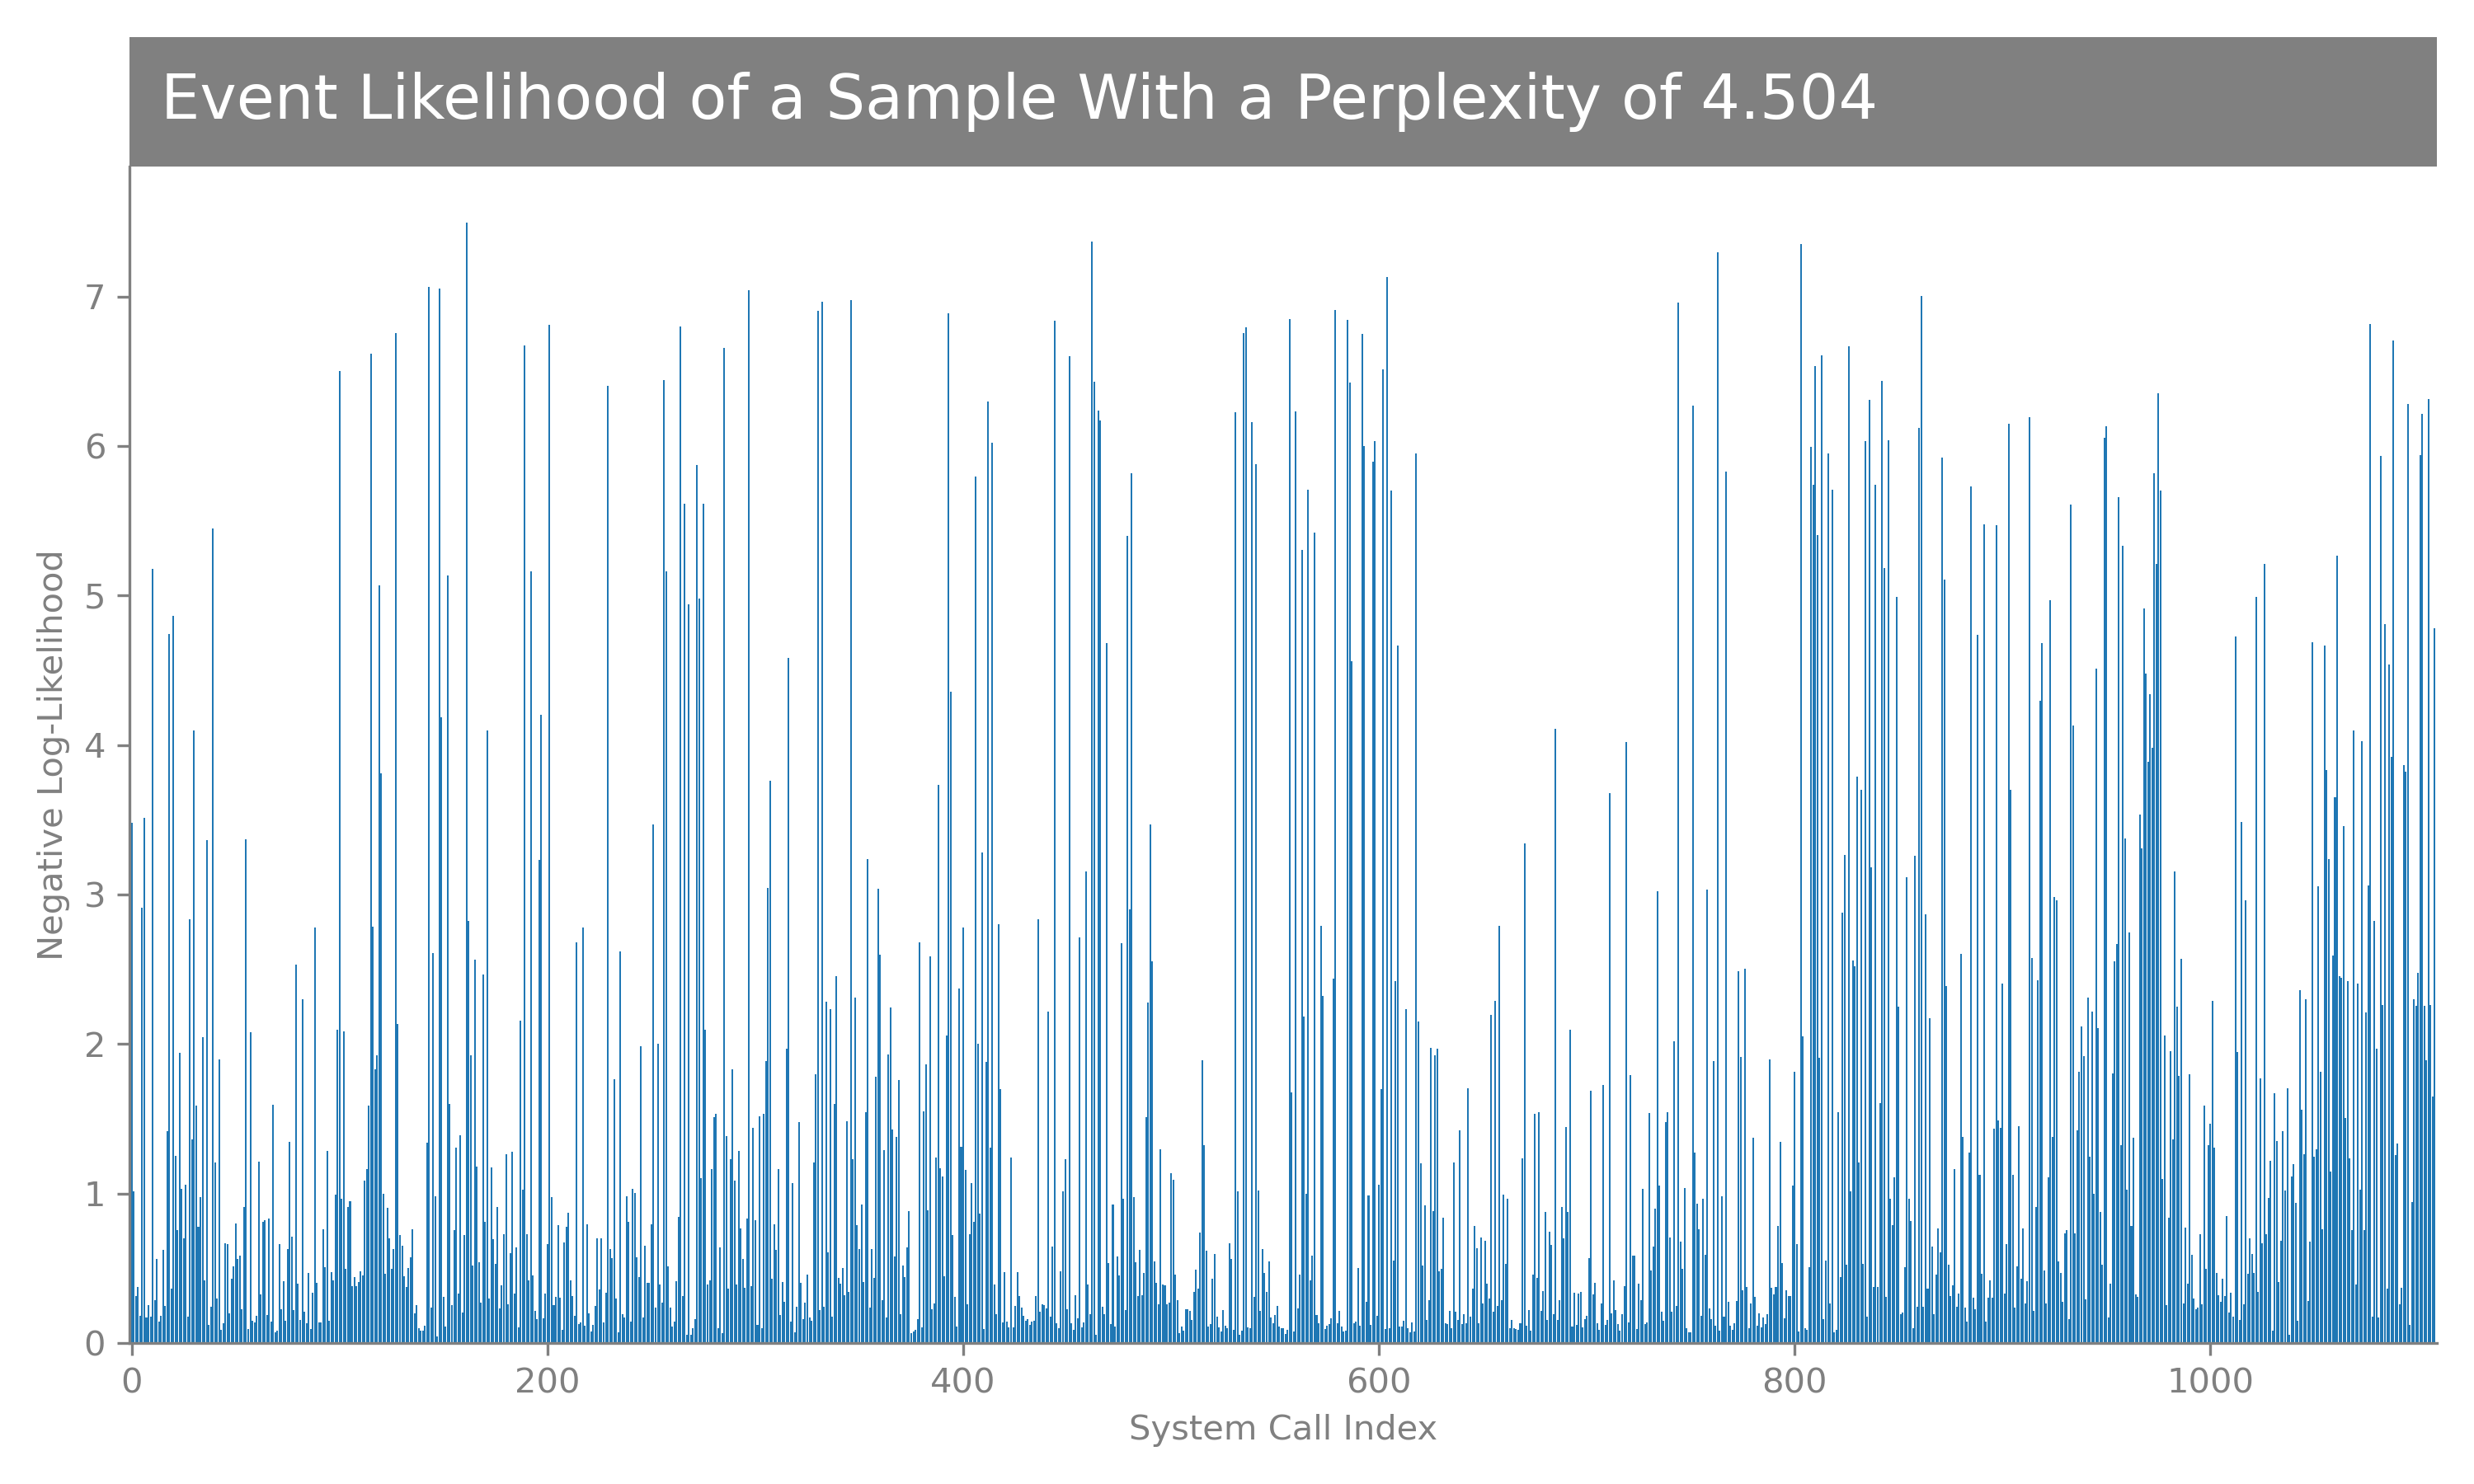 Event Likelihood of a Sample With a Perplexity of 4.504
Negative Log-Likelihood
7
6
5
4
3
2
1
0
0 200 400 600 800 1000
System Call Index